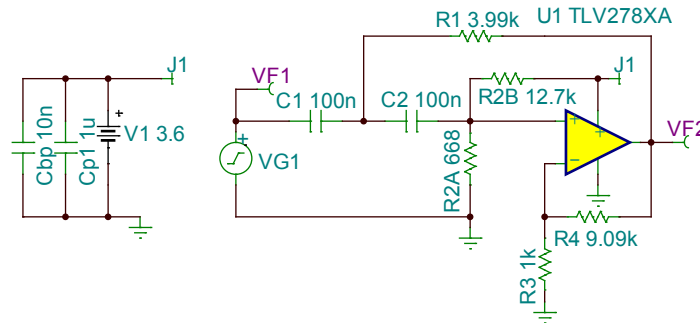 R1 3.99k
U1 TLV278XA
J1
VF1
C1 100n
C2 100n
R2B 12.7k
J1
Cbp 10n
Cp1 1u
+
V1 3.6
+
VG1
R2A 668
+
+
−
VF2
R4 9.09k
R3 1k